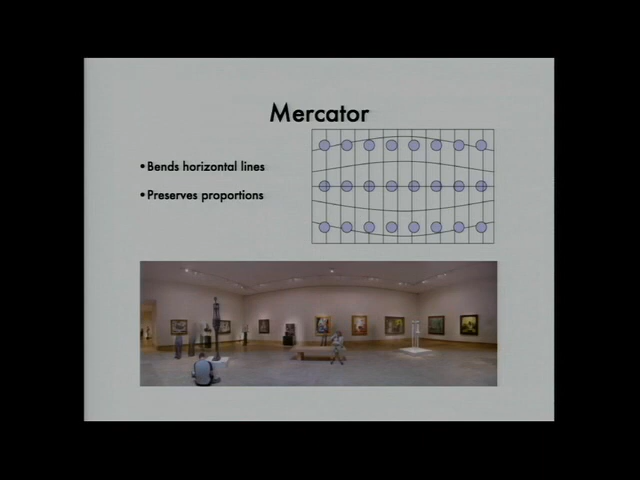 Mercator
•Bends horizontal lines
•Preserves proportions